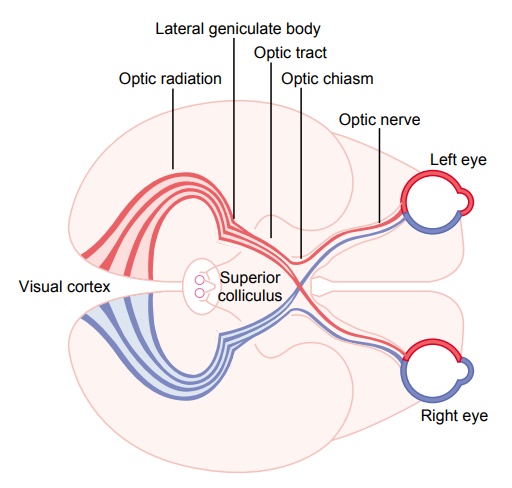 Lateral geniculate body
Optic tract
Optic radiation
Optic chiasm
Optic nerve
Left eye
Visual cortex
Superior
colliculus
Right eye